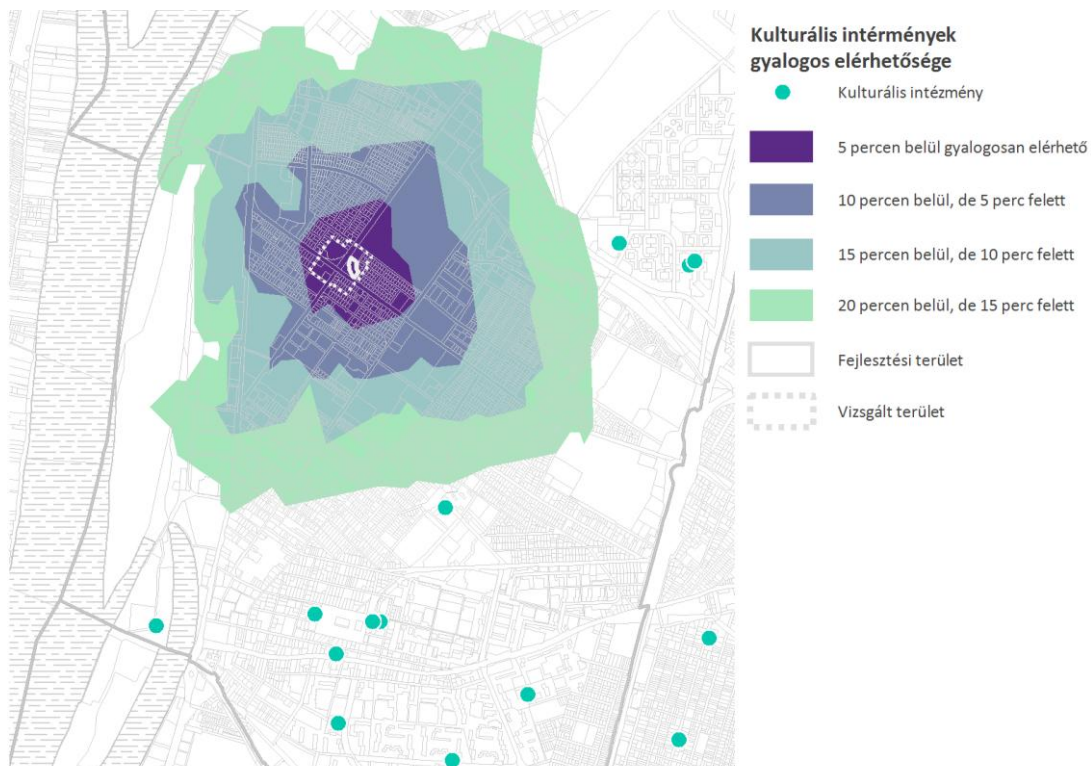 Kulturális intérmények
gyalogos elérhetősége
Kulturális intézmény
5 percen belül gyalogosan elérhető
10 percen belül, de 5 perc felett
15 percen belül, de 10 perc felett
20 percen belül, de 15 perc felett
Fejlesztési terület
Vizsgált terület